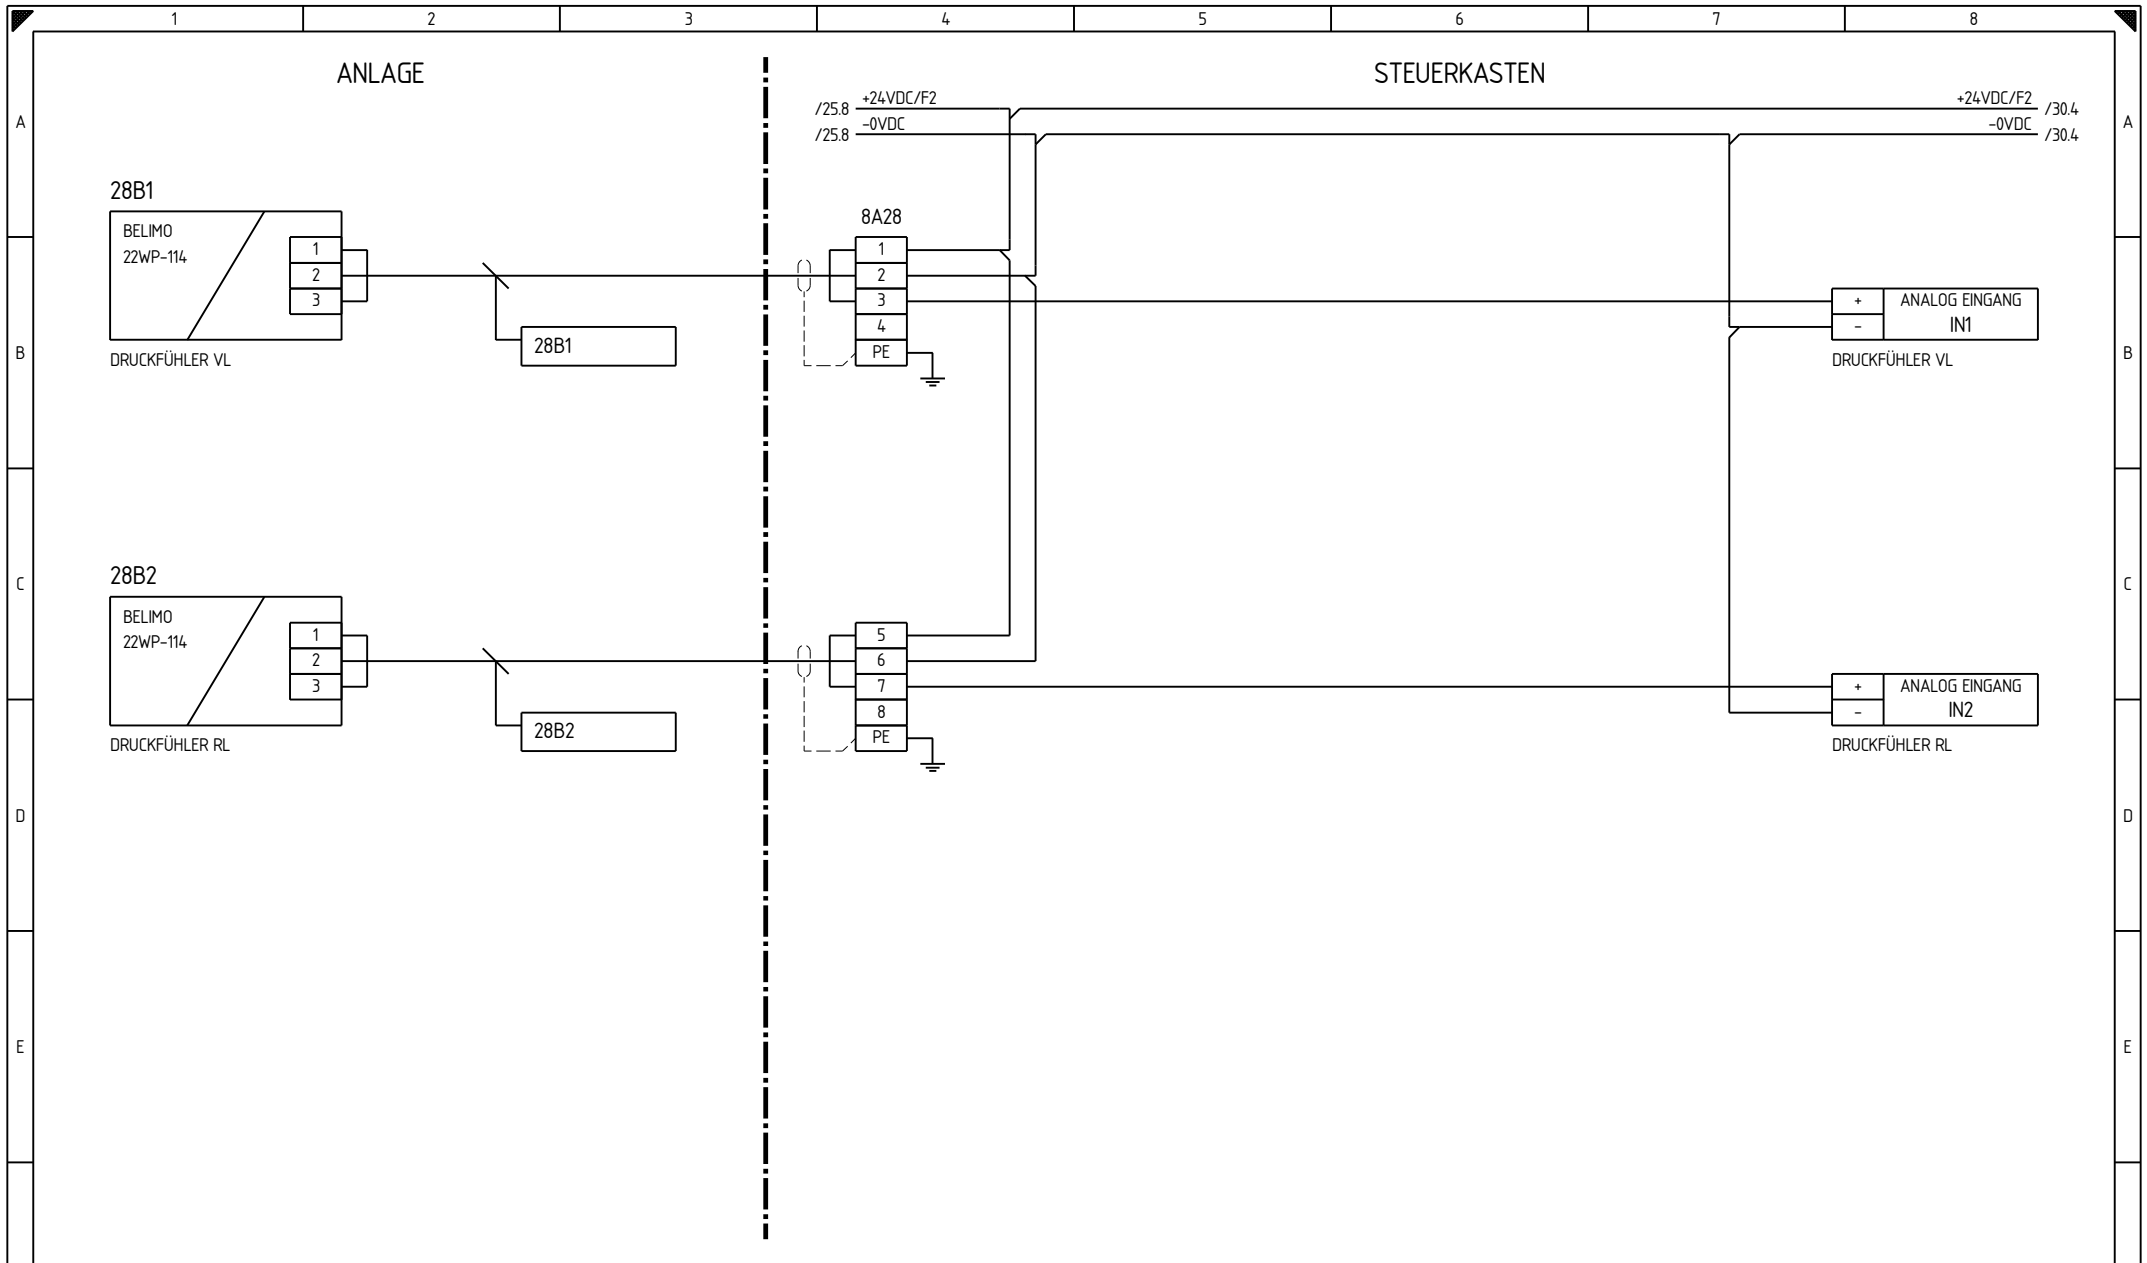 1 2 3 4 5 6 7 8
ANLAGE
STEUERKASTEN
/25.8 +24VDC/F2
+24VDC/F2 /30.4
/25.8 -0VDC
-0VDC /30.4
A
A
28B1
BELIMO
22WP-114
1
2
3
DRUCKFÜHLER VL
28B1
8A28
1
2
3
4
PE
+
-
ANALOG EINGANG
IN1
DRUCKFÜHLER VL
B
B
28B2
BELIMO
22WP-114
1
2
3
DRUCKFÜHLER RL
28B2
5
6
7
8
PE
+
-
ANALOG EINGANG
IN2
DRUCKFÜHLER RL
C
C
D
D
E
E